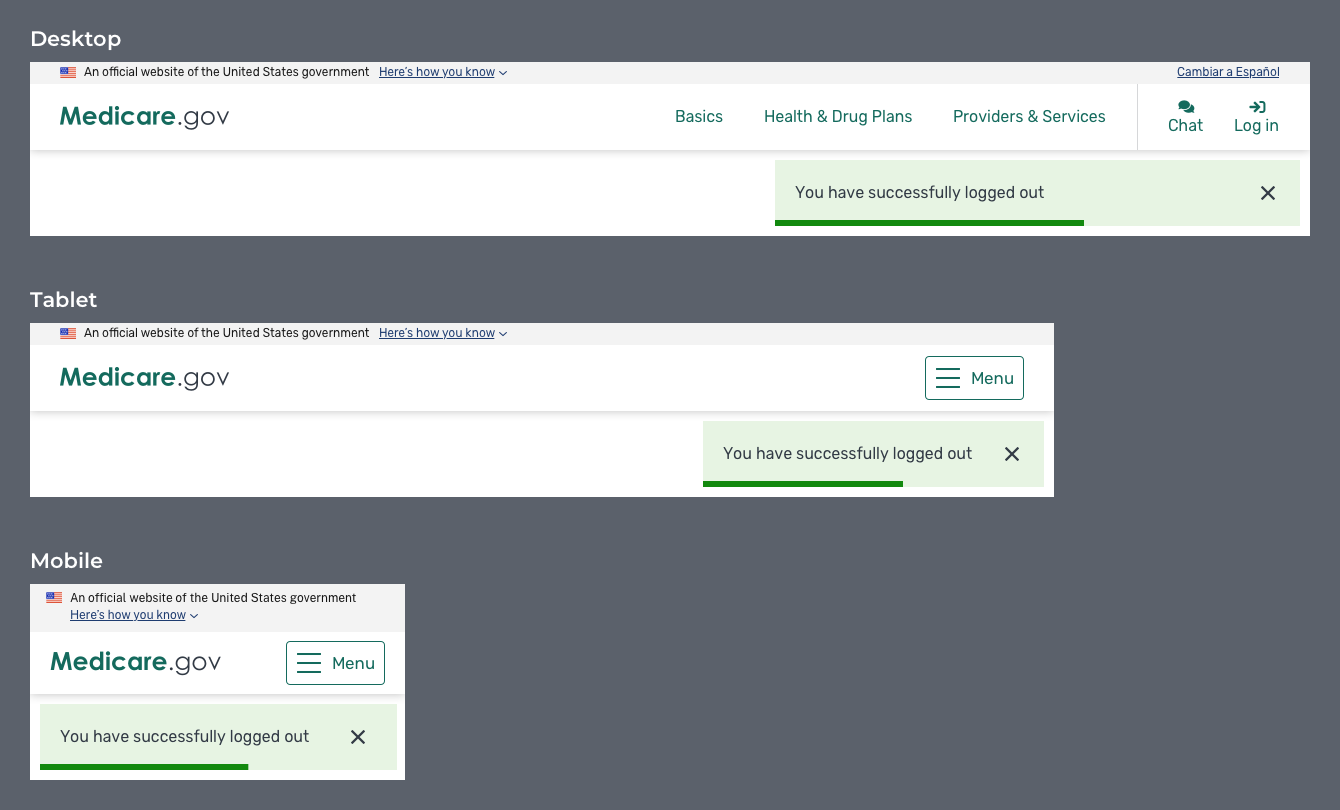 Desktop
An official website of the United States government Here's how you know Cambiar a Español
Medicare.gov Basics Health & Drug Plans Providers & Services Chat Log in
You have successfully logged out
Tablet
An official website of the United States government Here's how you know
Medicare.gov Menu
You have successfully logged out
Mobile
An official website of the United States government
Here's how you know
Medicare.gov Menu
You have successfully logged out